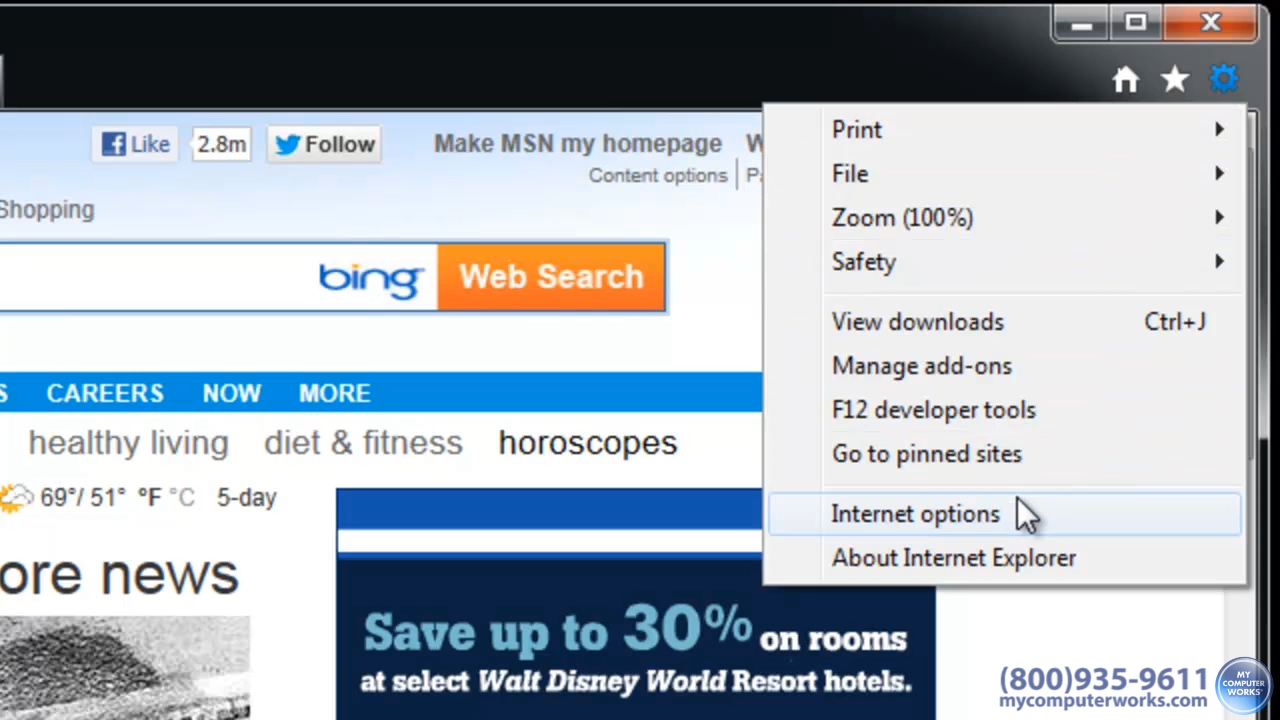 Like 2.8m Follow
Make MSN my homepage
Content options
Shopping
bing Web Search
CAREERS NOW MORE
healthy living diet & fitness horoscopes
69°/ 51° °F °C 5-day
ore news
Save up to 30% on rooms
at select Walt Disney World Resort hotels.
Print
File
Zoom (100%)
Safety
View downloads Ctrl+J
Manage add-ons
F12 developer tools
Go to pinned sites
Internet options
About Internet Explorer
(800)935-9611
mycomputerworks.com
MY
COMPUTER
WORKS